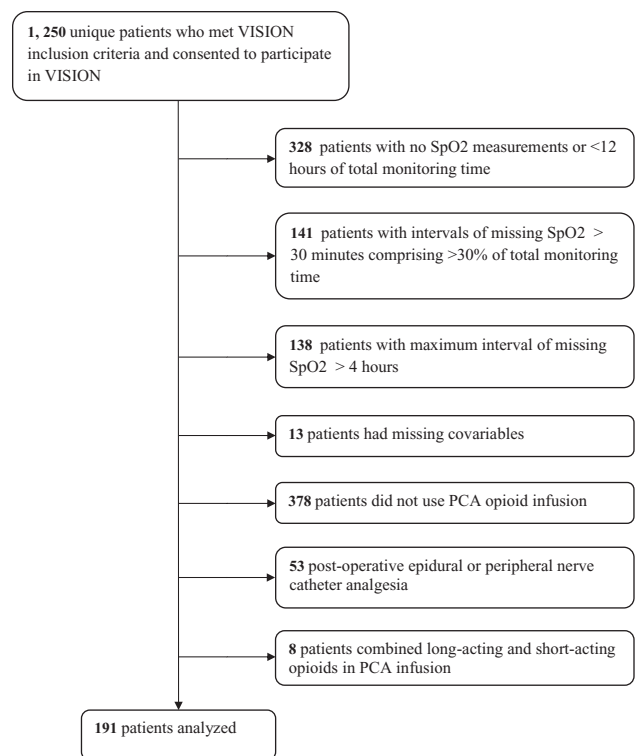 1, 250 unique patients who met VISION
inclusion criteria and consented to participate
in VISION
328 patients with no SpO2 measurements or <12
hours of total monitoring time
141 patients with intervals of missing SpO2 >
30 minutes comprising >30% of total monitoring
time
138 patients with maximum interval of missing
SpO2 > 4 hours
13 patients had missing covariables
378 patients did not use PCA opioid infusion
53 post-operative epidural or peripheral nerve
catheter analgesia
8 patients combined long-acting and short-acting
opioids in PCA infusion
191 patients analyzed